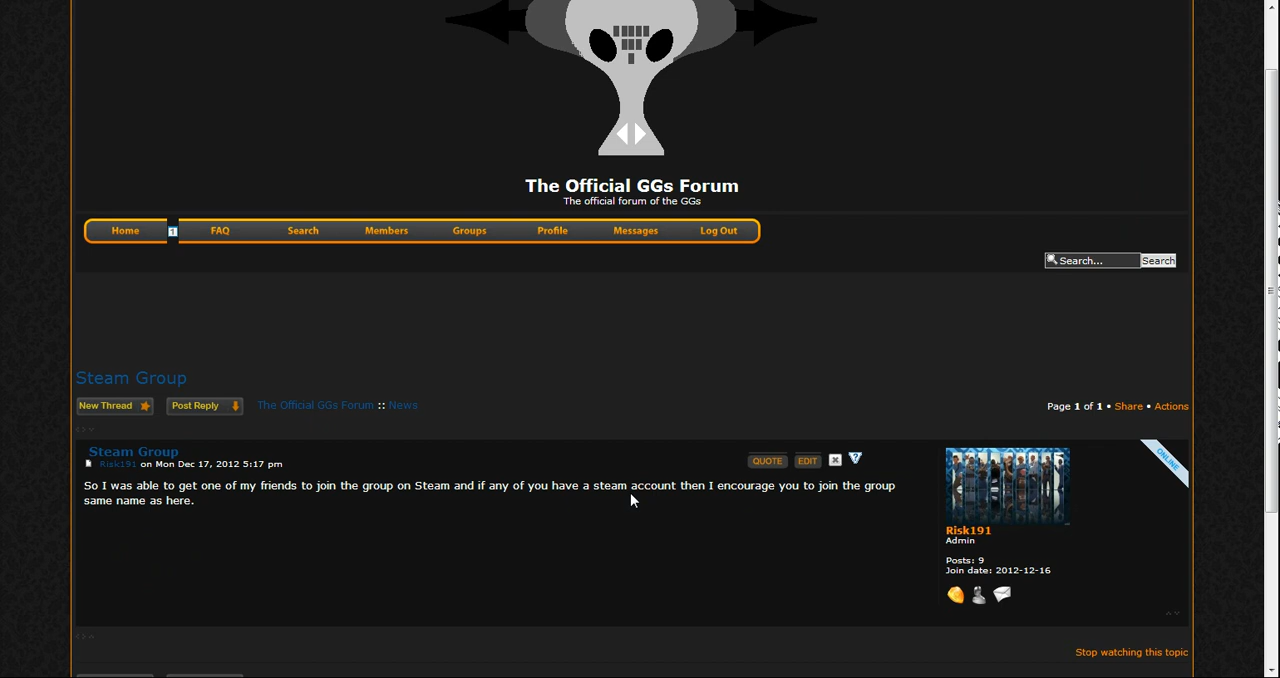 The Official GGs Forum
The official forum of the GGs
Home 1 FAQ Search Members Groups Profile Messages Log Out
Search... Search
Steam Group
New Thread Post Reply The Official GGs Forum :: News Page 1 of 1 • Share • Actions
Steam Group
Risk191 on Mon Dec 17, 2012 5:17 pm QUOTE EDIT
So I was able to get one of my friends to join the group on Steam and if any of you have a steam account then I encourage you to join the group
same name as here.
ONLINE
Risk191
Admin
Posts: 9
Join date: 2012-12-16
Stop watching this topic